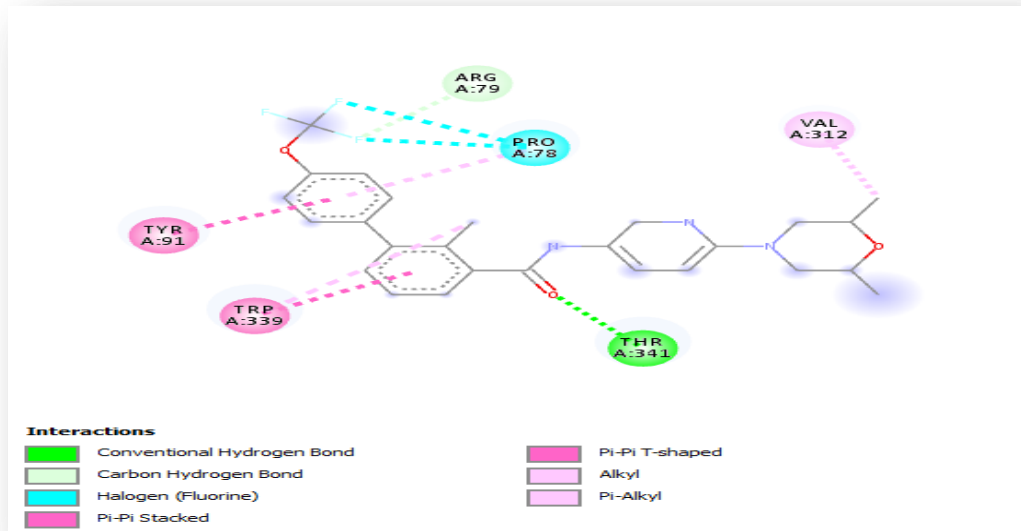 ARG
A:79
F
F
F
PRO
A:78
VAL
A:312
O
TYR
A:91
N
N
N
O
O
TRP
A:339
THR
A:341
Interactions
Conventional Hydrogen Bond
Carbon Hydrogen Bond
Halogen (Fluorine)
Pi-Pi Stacked
Pi-Pi T-shaped
Alkyl
Pi-Alkyl